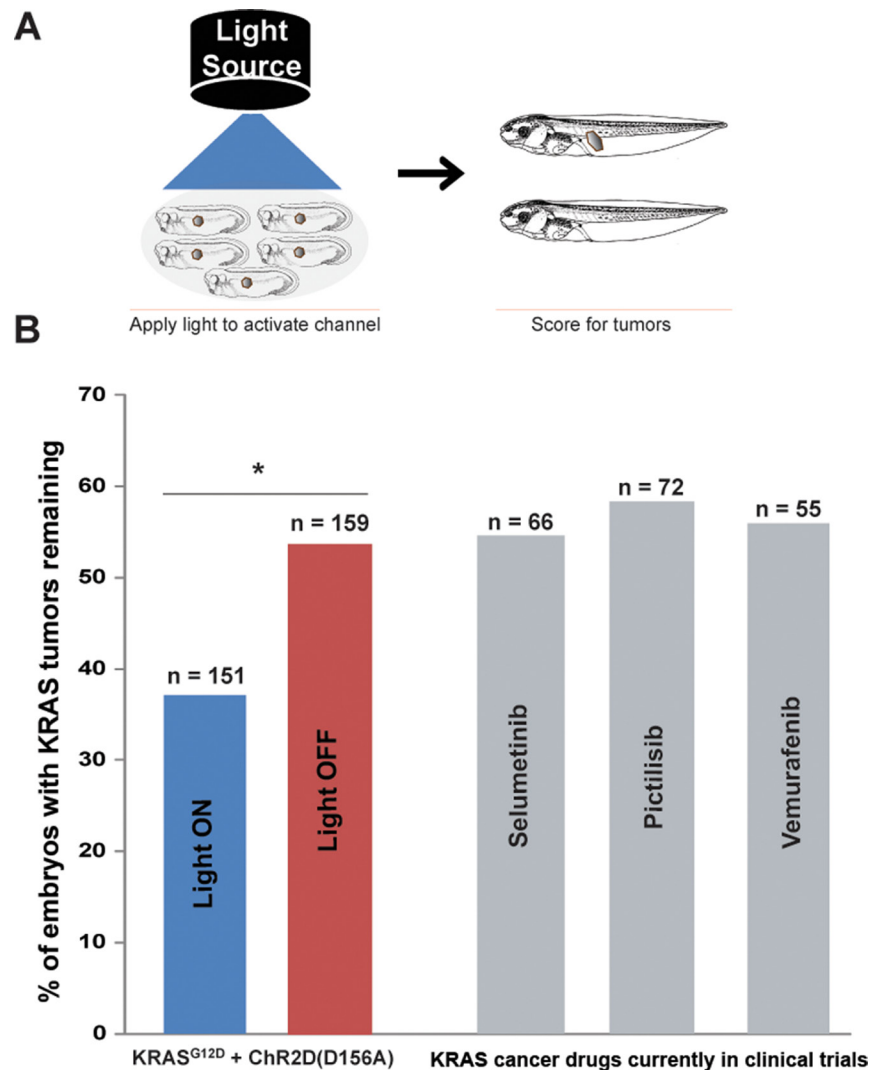 A
Light
Source
Apply light to activate channel
Score for tumors
B
% of embryos with KRAS tumors remaining
70
60
50
40
30
20
10
0
*
n = 151
n = 159
n = 66
n = 72
n = 55
Light ON
Light OFF
Selumetinib
Pictilisib
Vemurafenib
KRASG12D + ChR2D(D156A)
KRAS cancer drugs currently in clinical trials